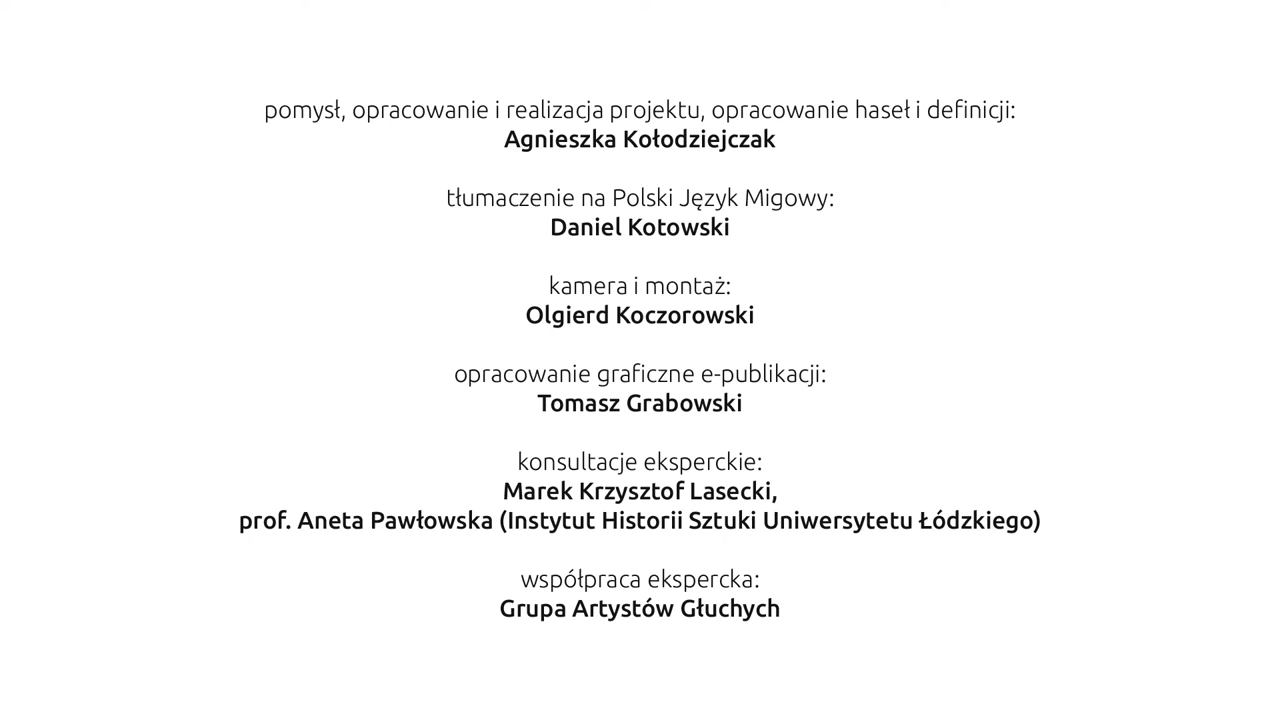 pomysł, opracowanie i realizacja projektu, opracowanie haseł i definicji:
Agnieszka Kołodziejczak
tłumaczenie na Polski Język Migowy:
Daniel Kotowski
kamera i montaż:
Olgierd Koczorowski
opracowanie graficzne e-publikacji:
Tomasz Grabowski
konsultacje eksperckie:
Marek Krzysztof Lasecki,
prof. Aneta Pawłowska (Instytut Historii Sztuki Uniwersytetu Łódzkiego)
współpraca ekspercka:
Grupa Artystów Głuchych